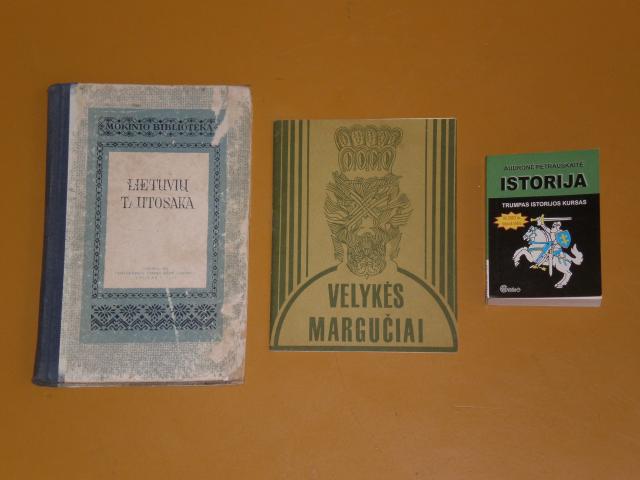 MOKINIO BIBLIOTEKA
LIETUVIŲ
TAUTOSAKA
VELYKĖS
MARGUČIAI
AUDRONĖ PETRAUSKAITĖ
ISTORIJA
TRUMPAS ISTORIJOS KURSAS